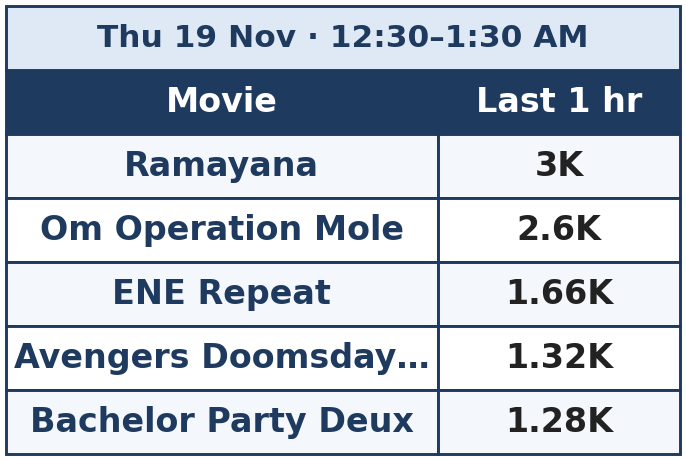 Thu 19 Nov · 12:30–1:30 AM
Movie Last 1 hr
Ramayana 3K
Om Operation Mole 2.6K
ENE Repeat 1.66K
Avengers Doomsday... 1.32K
Bachelor Party Deux 1.28K